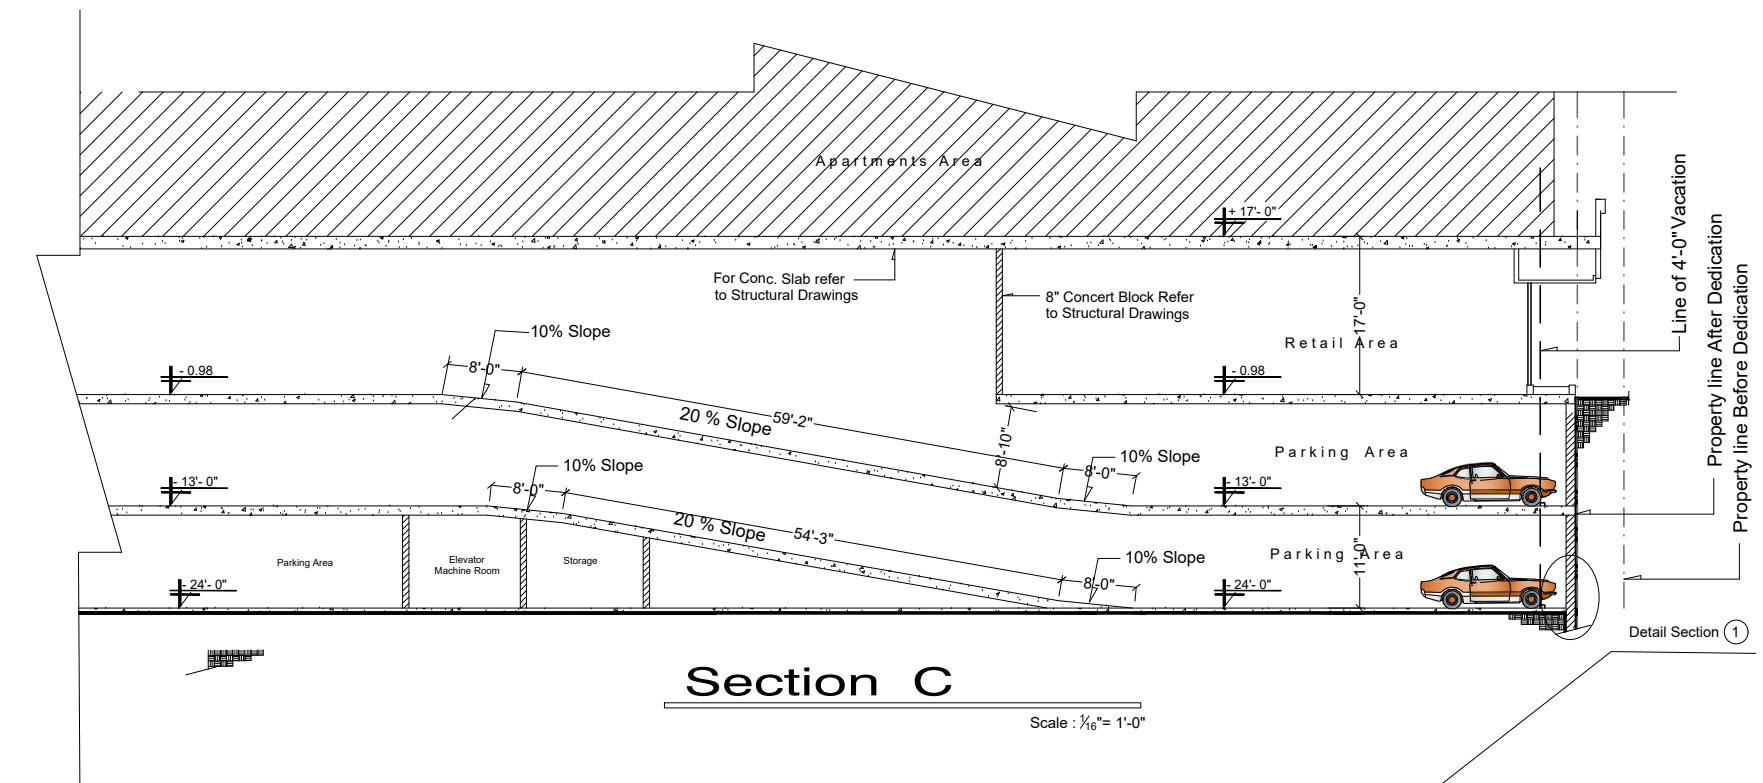 Apartments Area
+ 17'- 0"
For Conc. Slab refer
to Structural Drawings
8" Concert Block Refer
to Structural Drawings
17'-0"
Retail Area
10% Slope
- 0.98
8'-0"
- 0.98
20 % Slope
59'-2"
8'-10"
Parking Area
10% Slope
8'-0"
10% Slope
- 13'- 0"
8'-0"
- 13'- 0"
20 % Slope
54'-3"
Parking Area
11'-0"
10% Slope
Parking Area
Elevator
Machine Room
Storage
- 24'- 0"
8'-0"
- 24'- 0"
Line of 4'-0" Vacation
Property line After Dedication
Property line Before Dedication
Detail Section 1
Section C
Scale : 1⁄16"= 1'-0"